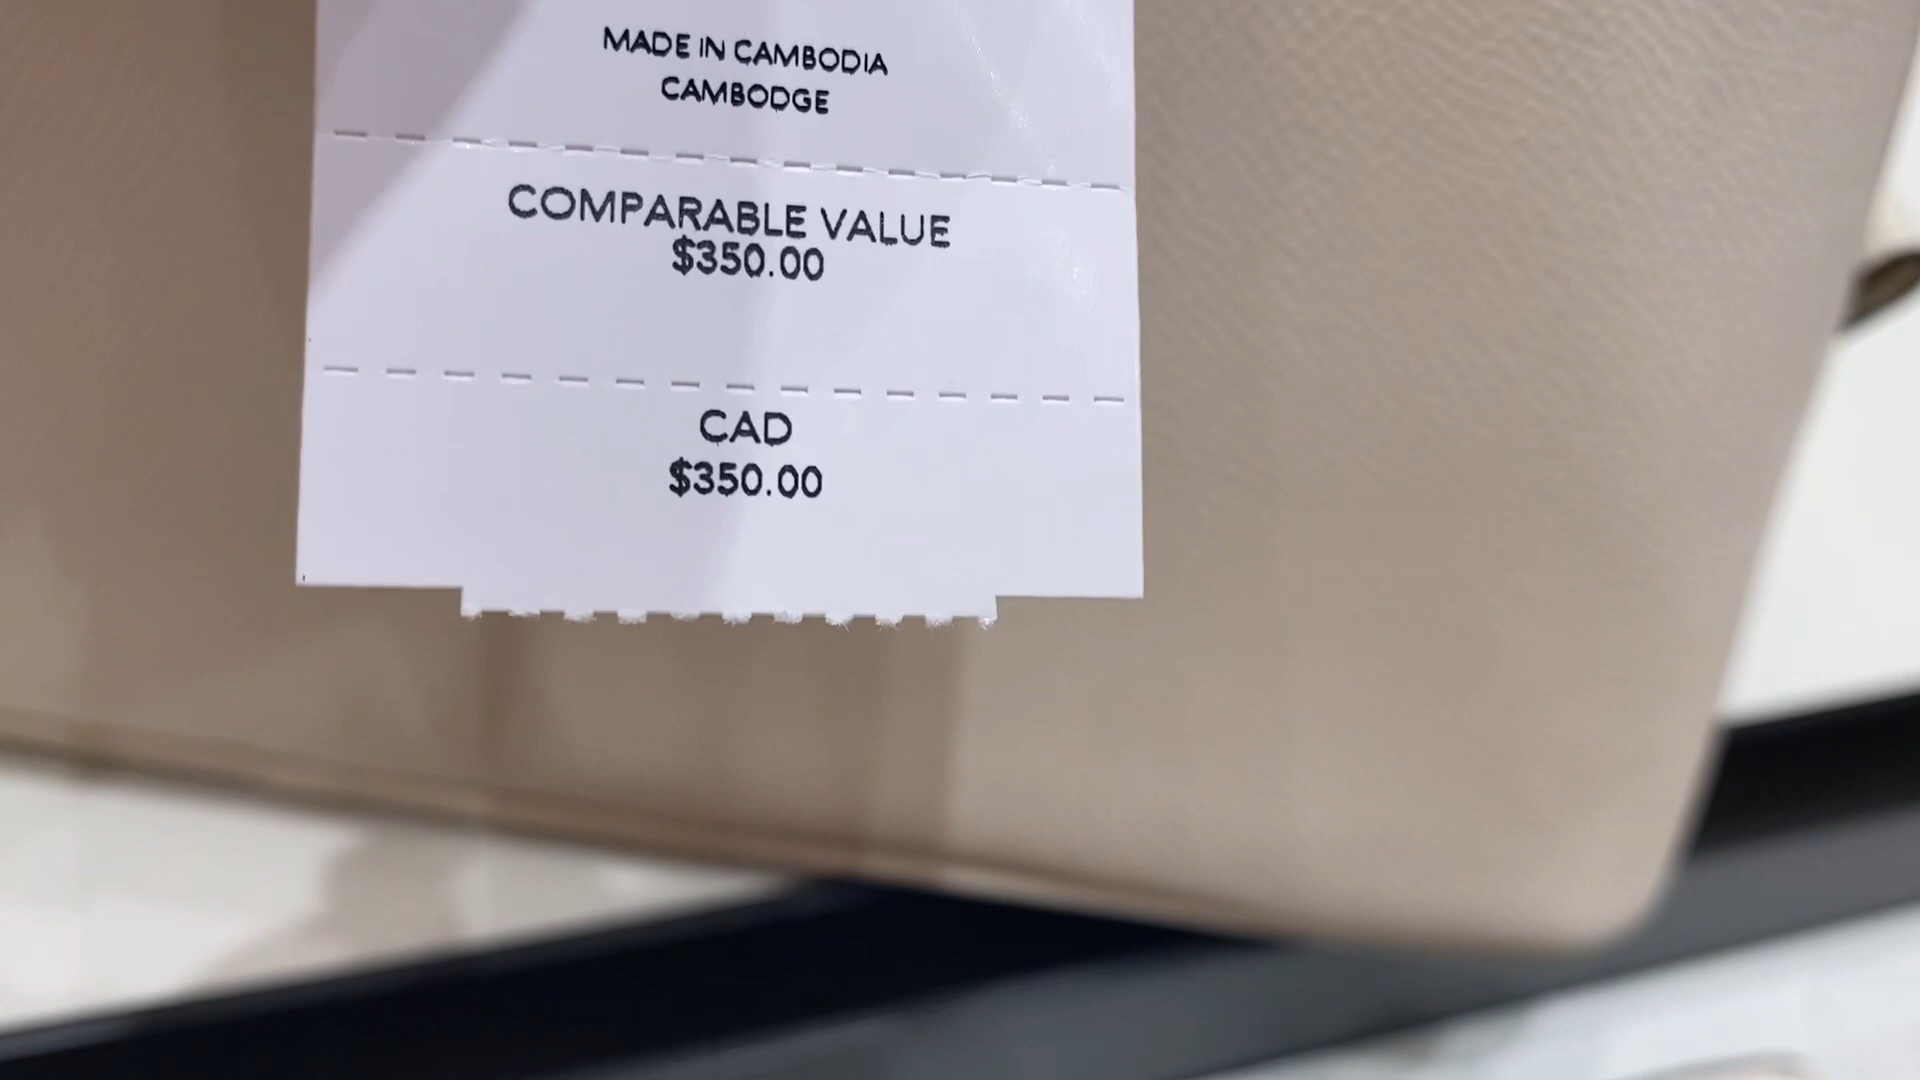 MADE IN CAMBODIA
CAMBODGE
COMPARABLE VALUE
$350.00
CAD
$350.00